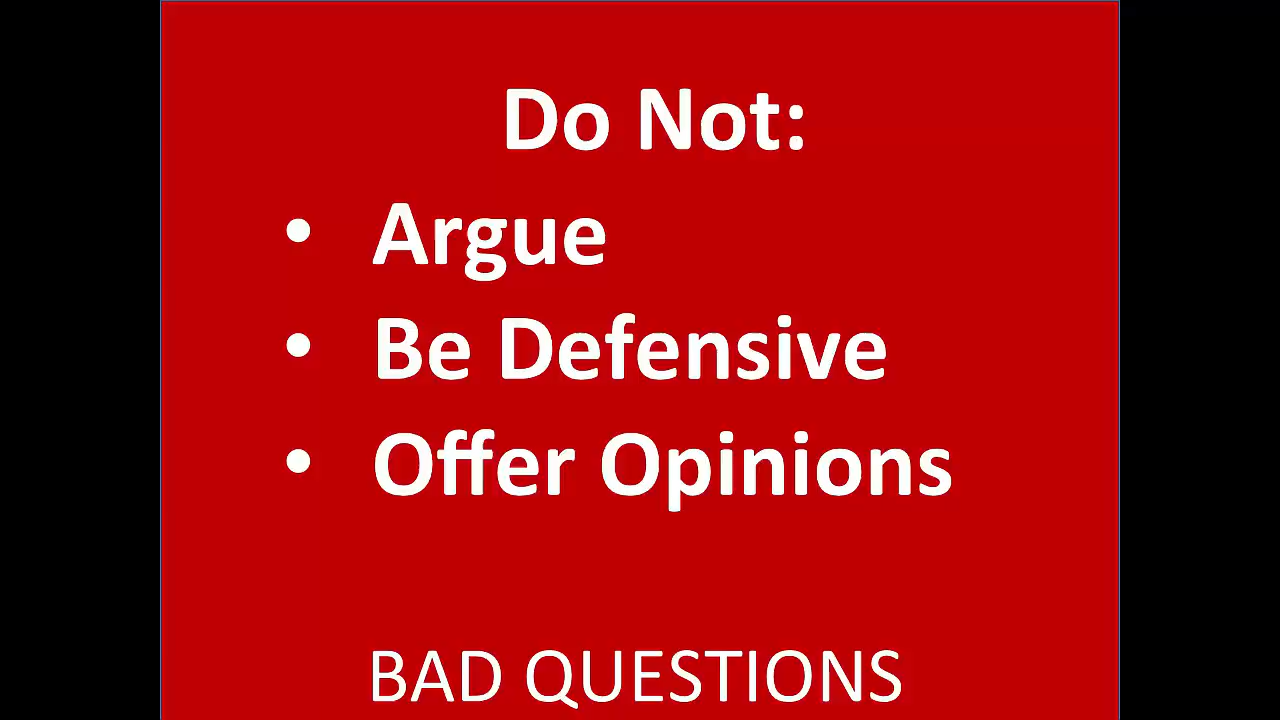 Do Not:
• Argue
• Be Defensive
• Offer Opinions
BAD QUESTIONS